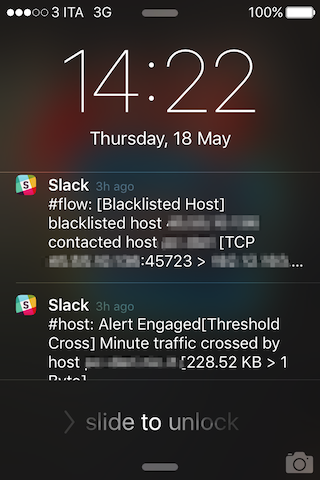 3 ITA 3G 100%
14:22
Thursday, 18 May
Slack 3h ago
#flow: [Blacklisted Host]
blacklisted host
contacted host [TCP
:45723 > ...
Slack 3h ago
#host: Alert Engaged[Threshold
Cross] Minute traffic crossed by
host [228.52 KB > 1
Byte]
slide to unlock